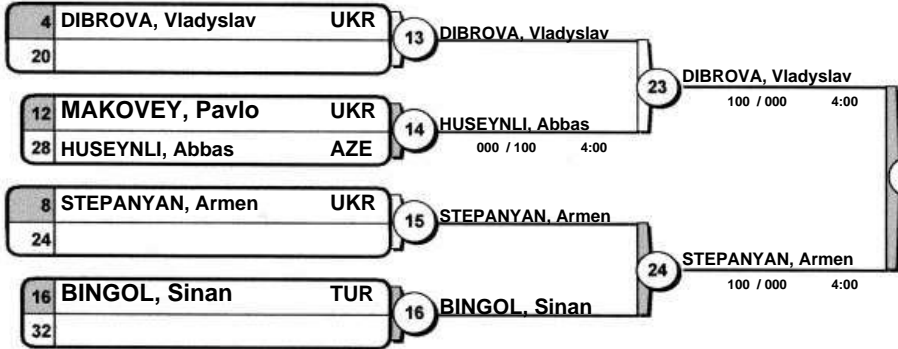 4 DIBROVA, Vladyslav UKR
20
13 DIBROVA, Vladyslav
12 MAKOVEY, Pavlo UKR
28 HUSEYNLI, Abbas AZE
14 HUSEYNLI, Abbas
000 / 100 4:00
23 DIBROVA, Vladyslav
100 / 000 4:00
8 STEPANYAN, Armen UKR
24
15 STEPANYAN, Armen
16 BINGOL, Sinan TUR
32
16 BINGOL, Sinan
24 STEPANYAN, Armen
100 / 000 4:00